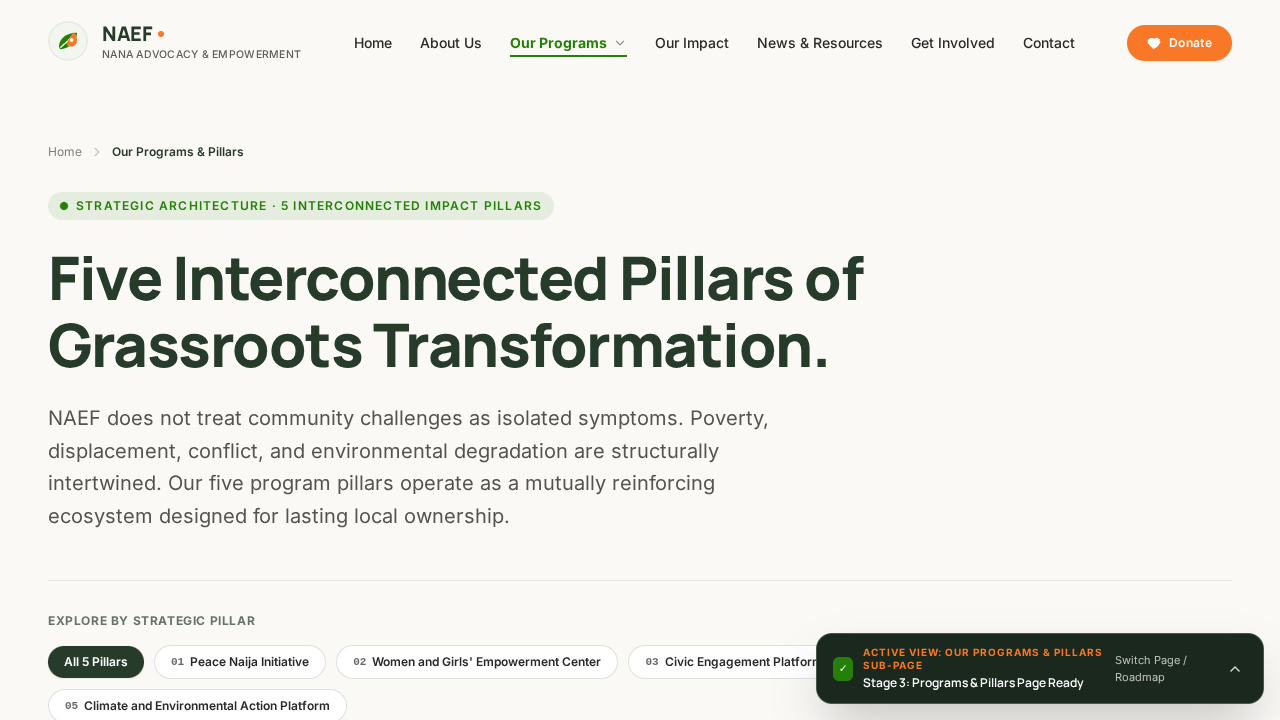 NAEF
NANA ADVOCACY & EMPOWERMENT
Home
About Us
Our Programs
Our Impact
News & Resources
Get Involved
Contact
Donate
Home
Our Programs & Pillars
STRATEGIC ARCHITECTURE · 5 INTERCONNECTED IMPACT PILLARS
Five Interconnected Pillars of
Grassroots Transformation.
NAEF does not treat community challenges as isolated symptoms. Poverty,
displacement, conflict, and environmental degradation are structurally
intertwined. Our five program pillars operate as a mutually reinforcing
ecosystem designed for lasting local ownership.
EXPLORE BY STRATEGIC PILLAR
All 5 Pillars
01 Peace Naija Initiative
02 Women and Girls' Empowerment Center
03 Civic Engagement Platform
05 Climate and Environmental Action Platform
✓
ACTIVE VIEW: OUR PROGRAMS & PILLARS
SUB-PAGE
Stage 3: Programs & Pillars Page Ready
Switch Page /
Roadmap